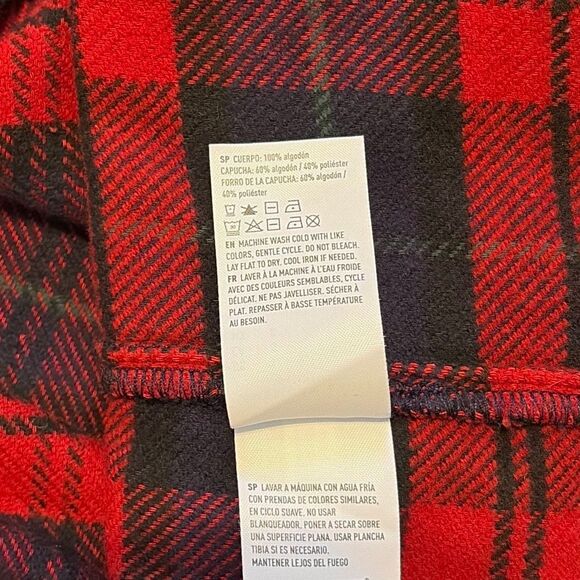 SP CUERPO: 100% algodón
CAPUCHA: 60% algodón / 40% poliéster
FORRO DE LA CAPUCHA: 60% algodón /
40% poliéster
30
EN MACHINE WASH COLD WITH LIKE
COLORS, GENTLE CYCLE. DO NOT BLEACH.
LAY FLAT TO DRY. COOL IRON IF NEEDED.
FR LAVER À LA MACHINE À L'EAU FROIDE
AVEC DES COULEURS SEMBLABLES, CYCLE
DÉLICAT. NE PAS JAVELLISER. SÉCHER À
PLAT. REPASSER À BASSE TEMPÉRATURE
AU BESOIN.
SP LAVAR A MÁQUINA CON AGUA FRÍA
CON PRENDAS DE COLORES SIMILARES,
EN CICLO SUAVE, NO USAR
BLANQUEADOR, PONER A SECAR SOBRE
UNA SUPERFICIE PLANA. USAR PLANCHA
TIBIA SI ES NECESARIO.
MANTENER LEJOS DEL FUEGO